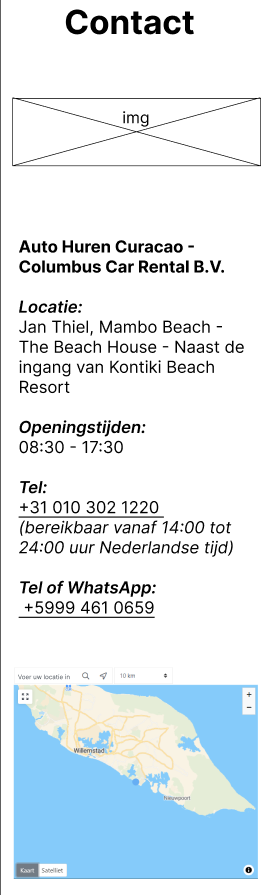 Contact
img
Auto Huren Curacao -
Columbus Car Rental B.V.
Locatie:
Jan Thiel, Mambo Beach -
The Beach House - Naast de
ingang van Kontiki Beach
Resort
Openingstijden:
08:30 - 17:30
Tel:
+31 010 302 1220
(bereikbaar vanaf 14:00 tot
24:00 uur Nederlandse tijd)
Tel of WhatsApp:
+5999 461 0659
Voer uw locatie in
10 km
+
−
Willemstad
Nieuwpoort
Kaart Satelliet